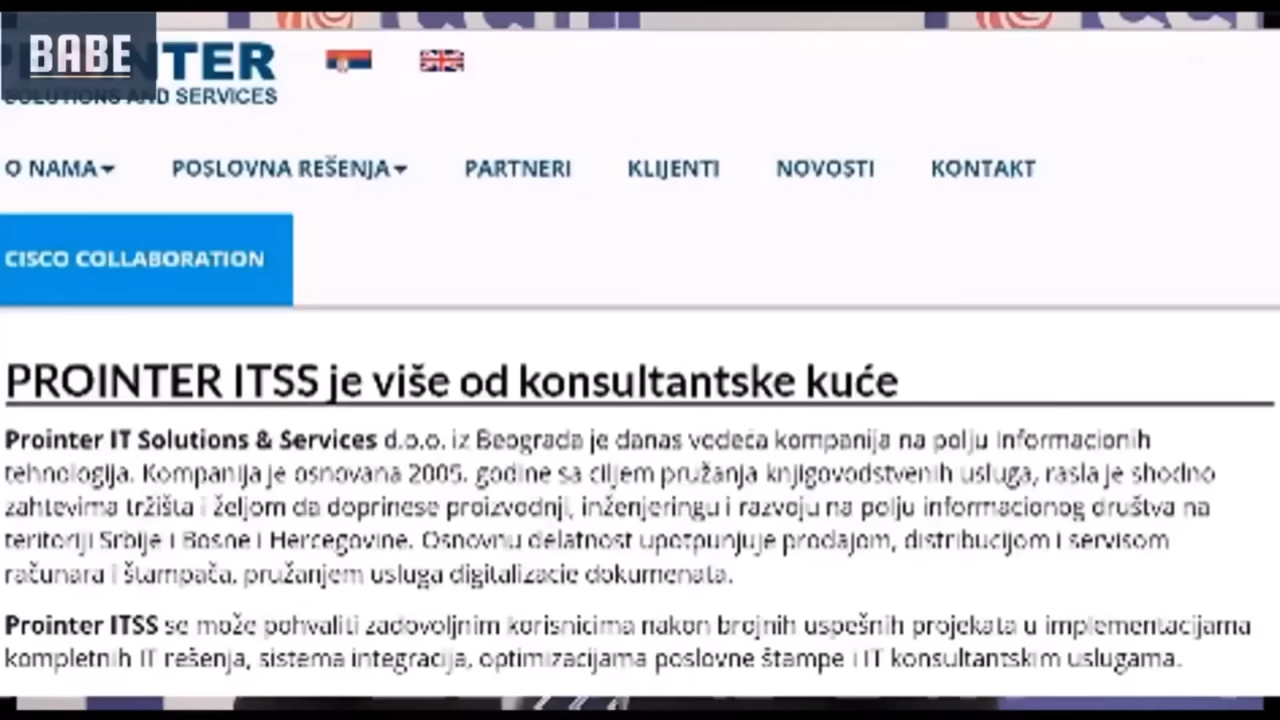 BABE
NTER
SOLUTIONS AND SERVICES
O NAMA
POSLOVNA REŠENJA
PARTNERI
KLIJENTI
NOVOSTI
KONTAKT
CISCO COLLABORATION
PROINTER ITSS je više od konsultantske kuće
Prointer IT Solutions & Services d.o.o. iz Beograda je danas vodeća kompanija na polju Informacionih
tehnologija. Kompanija je osnovana 2005. godine sa ciljem pružanja knjigovodstvenih usluga, rasla je shodno
zahtevima tržišta i željom da doprinese proizvodnji, inženjeringu i razvoju na polju informacionog društva na
teritoriji Srbije i Bosne i Hercegovine. Osnovnu delatnost upotpunjuje prodajom, distribucijom i servisom
računara i štampača, pružanjem usluga digitalizacie dokumenata.
Prointer ITSS se može pohvaliti zadovoljnim korisnicima nakon brojnih uspešnih projekata u implementacijama
kompletnih IT rešenja, sistema integracija, optimizacijama poslovne štampe i IT konsultantskim uslugama.